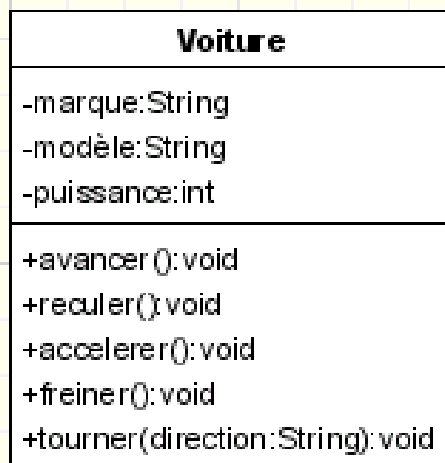 Voiture
-marque:String
-modèle:String
-puissance:int
+avancer():void
+reculer():void
+accelerer():void
+freiner():void
+tourner(direction:String):void